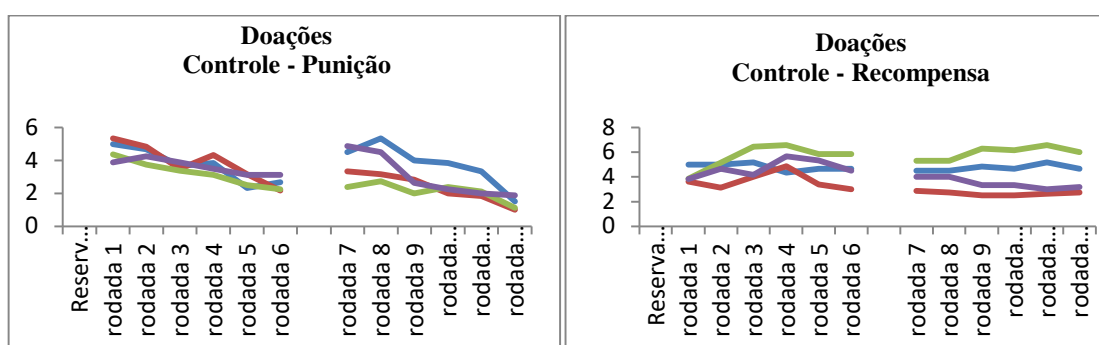 Doações
Controle - Punição
6
4
2
0
Reserv...
rodada 1
rodada 2
rodada 3
rodada 4
rodada 5
rodada 6
rodada 7
rodada 8
rodada 9
rodada...
rodada...
rodada...
Doações
Controle - Recompensa
8
6
4
2
0
Reserva...
rodada 1
rodada 2
rodada 3
rodada 4
rodada 5
rodada 6
rodada 7
rodada 8
rodada 9
rodada...
rodada...
rodada...